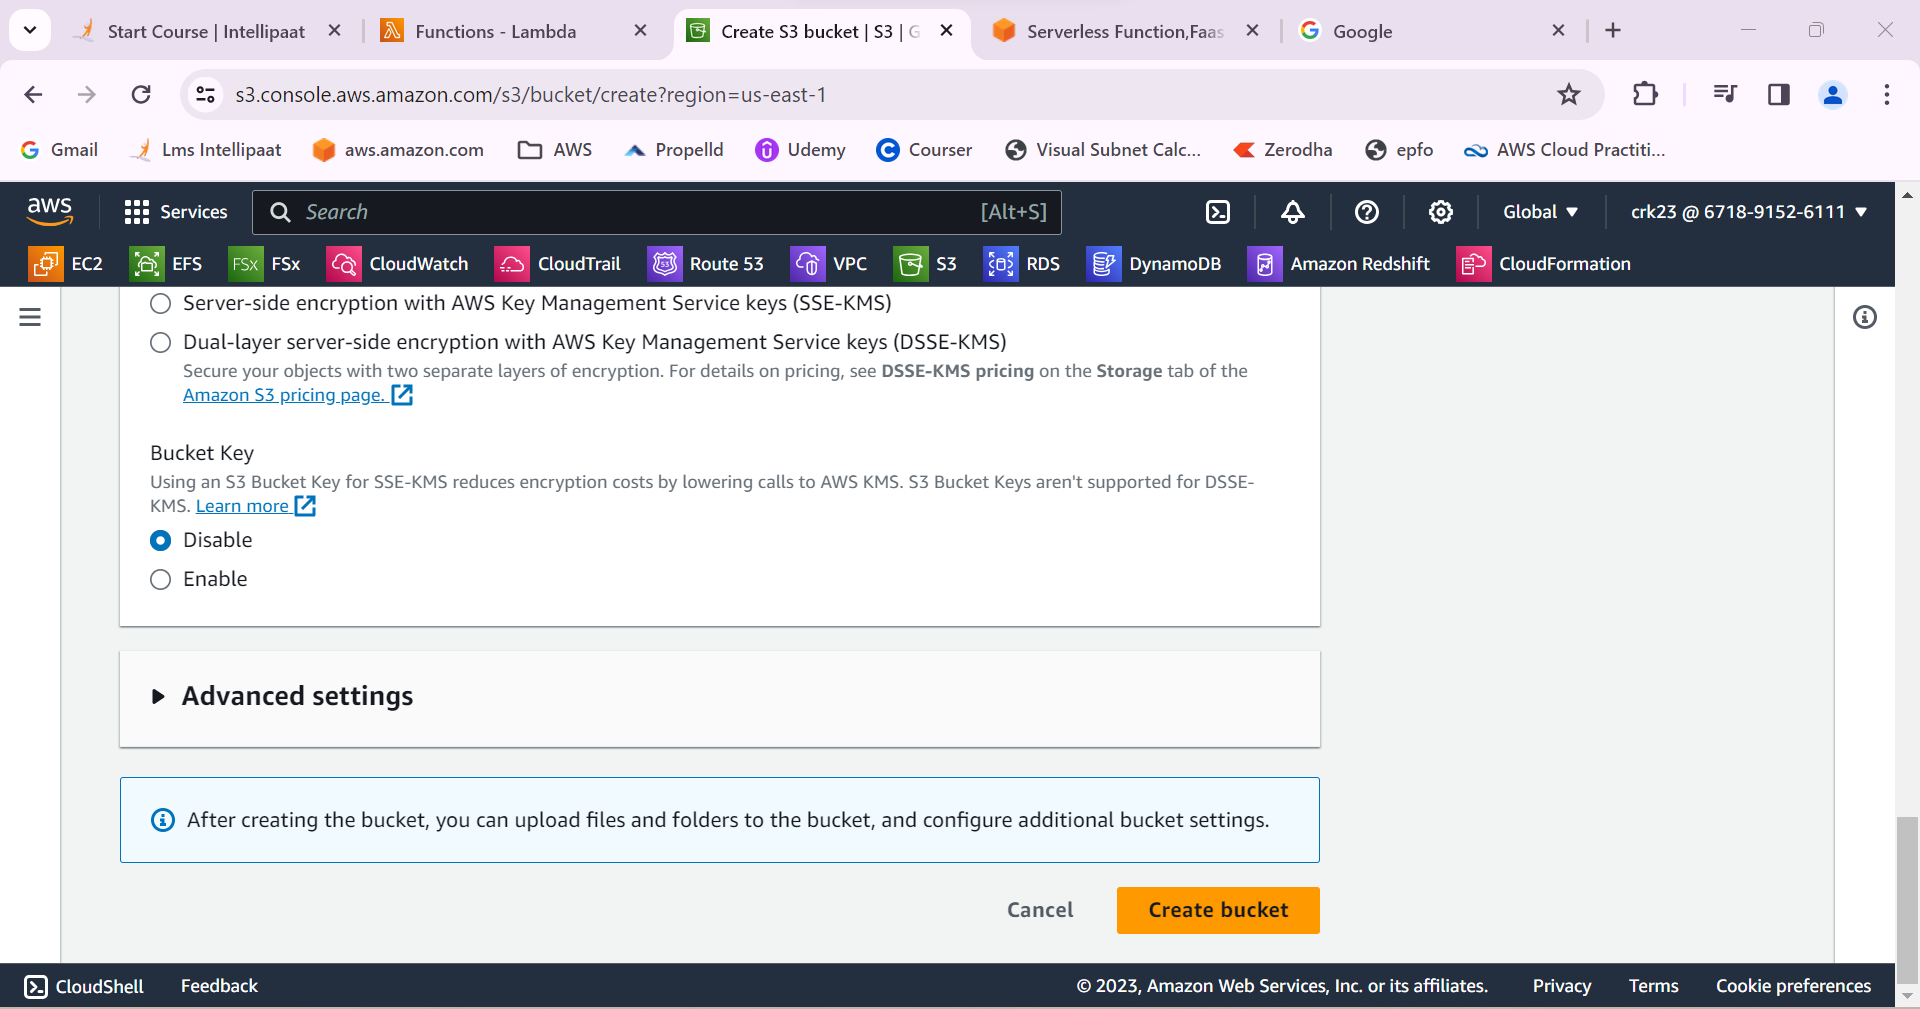 Start Course | Intellipaat
Functions - Lambda
Create S3 bucket | S3 | G
Serverless Function,Faas
Google
s3.console.aws.amazon.com/s3/bucket/create?region=us-east-1
Gmail
Lms Intellipaat
aws.amazon.com
AWS
Propelld
Udemy
Courser
Visual Subnet Calc...
Zerodha
epfo
AWS Cloud Practiti...
aws
Services
Search
[Alt+S]
Global
crk23 @ 6718-9152-6111
EC2
EFS
FSx
FSx
CloudWatch
CloudTrail
53
Route 53
VPC
S3
RDS
DynamoDB
Amazon Redshift
CloudFormation
Server-side encryption with AWS Key Management Service keys (SSE-KMS)
Dual-layer server-side encryption with AWS Key Management Service keys (DSSE-KMS)
Secure your objects with two separate layers of encryption. For details on pricing, see DSSE-KMS pricing on the Storage tab of the
Amazon S3 pricing page.
Bucket Key
Using an S3 Bucket Key for SSE-KMS reduces encryption costs by lowering calls to AWS KMS. S3 Bucket Keys aren't supported for DSSE-
KMS. Learn more
Disable
Enable
Advanced settings
After creating the bucket, you can upload files and folders to the bucket, and configure additional bucket settings.
Cancel
Create bucket
CloudShell
Feedback
© 2023, Amazon Web Services, Inc. or its affiliates.
Privacy
Terms
Cookie preferences